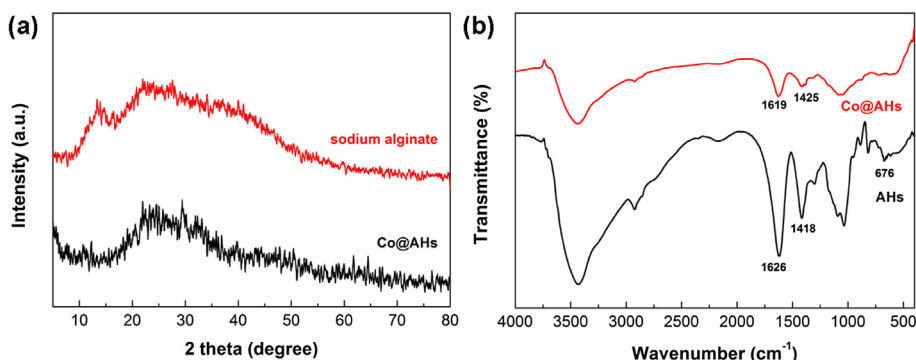 (a)
Intensity (a.u.)
sodium alginate
Co@AHs
10 20 30 40 50 60 70 80
2 theta (degree)
(b)
Transmittance (%)
1619 1425
Co@AHs
676
AHs
1418
1626
4000 3500 3000 2500 2000 1500 1000 500
Wavenumber (cm⁻¹)